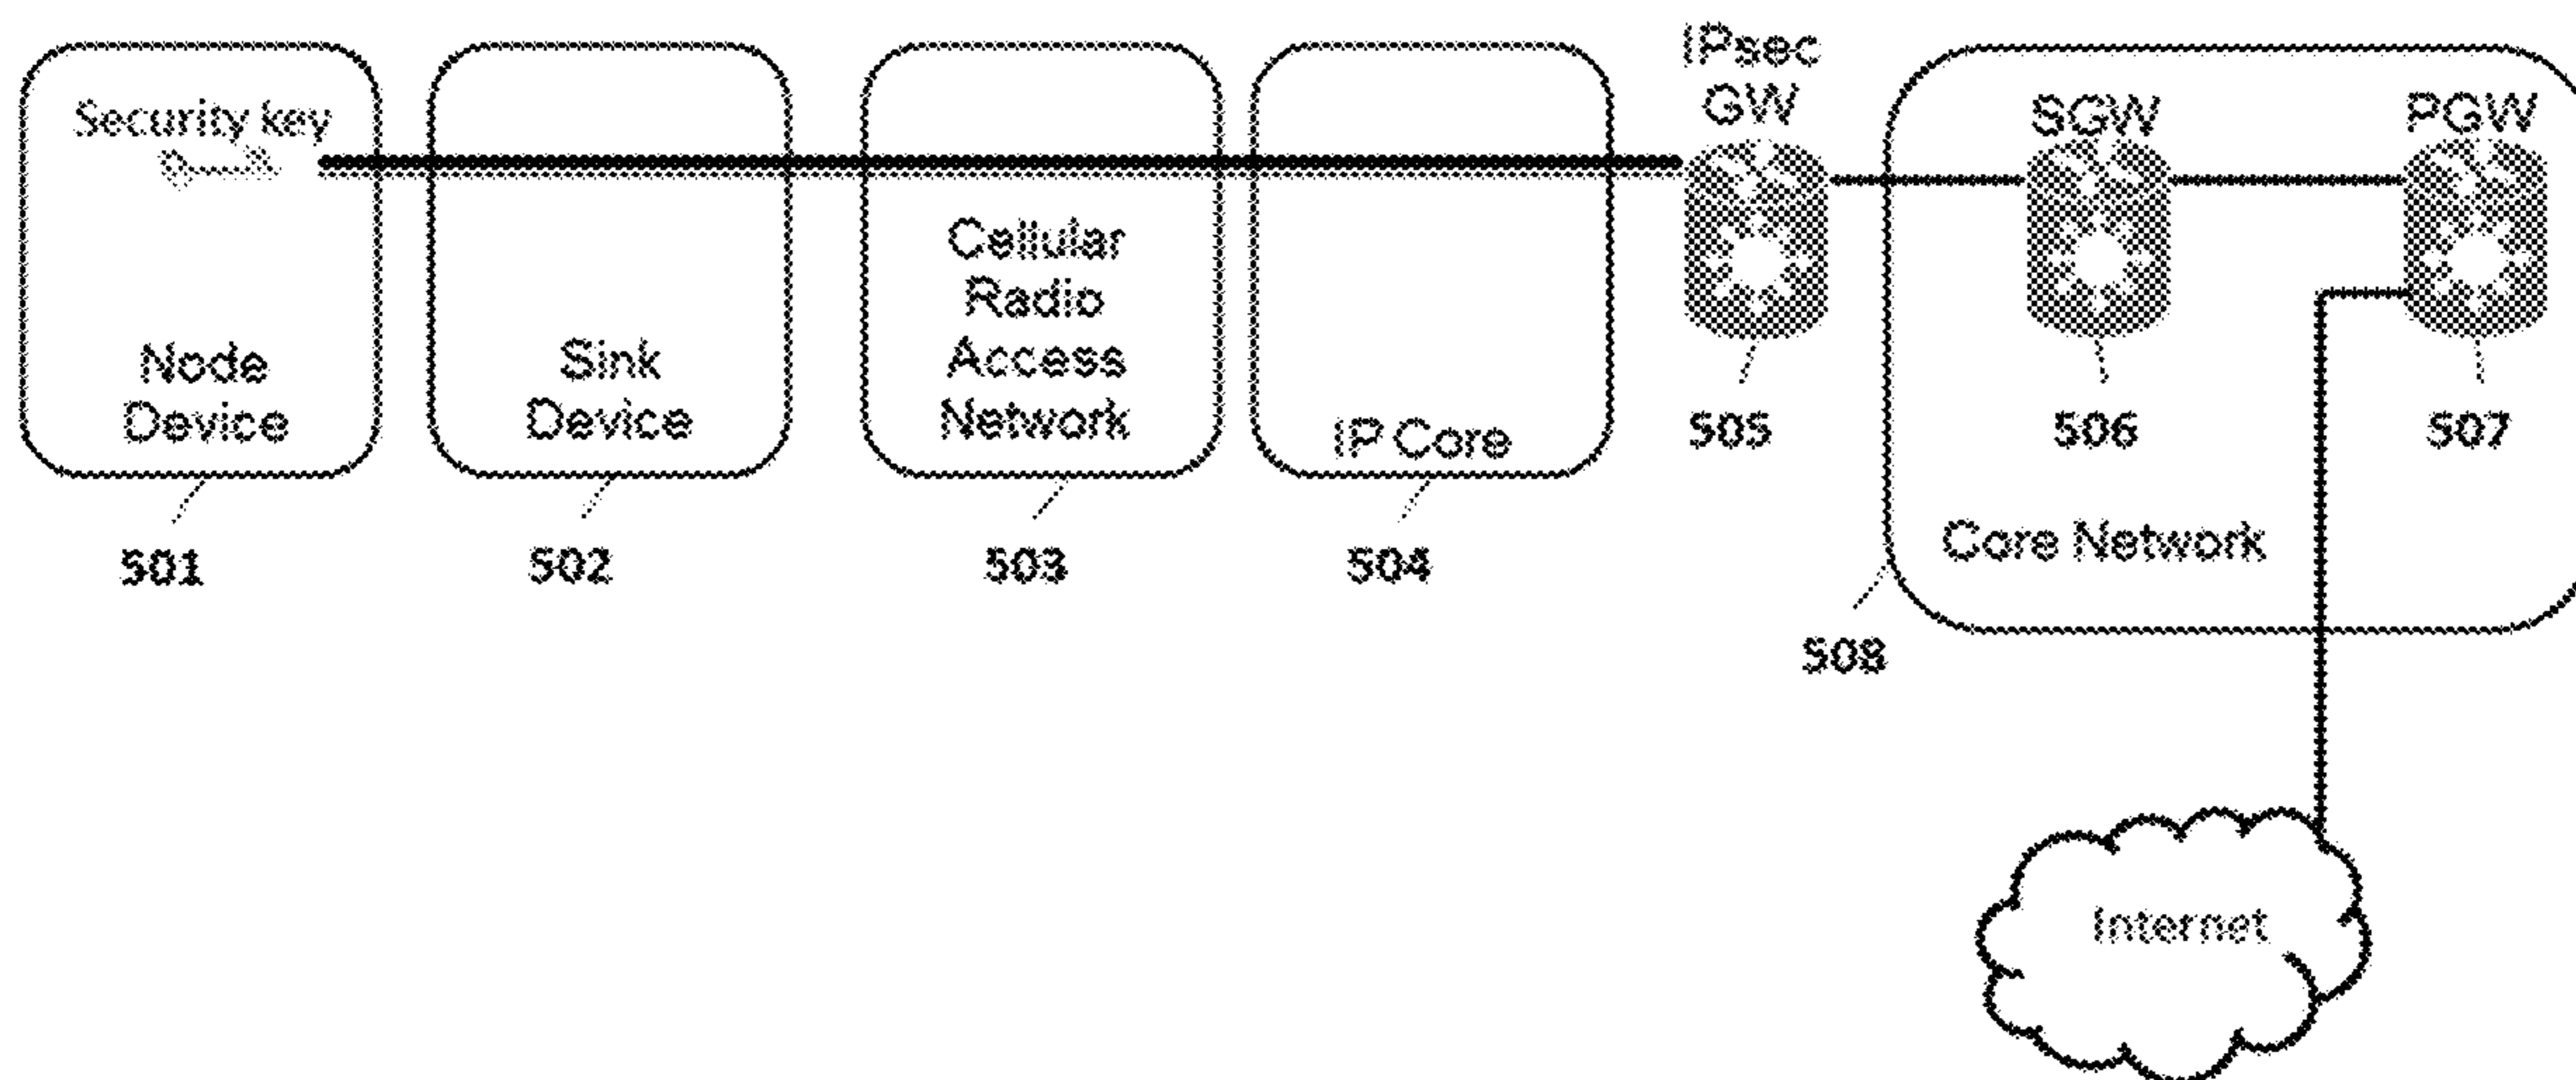 Security key
Node
Device
501
Sink
Device
502
Cellular
Radio
Access
Network
503
IP Core
504
IPsec
GW
505
SGW
506
PGW
507
Core Network
508
Internet